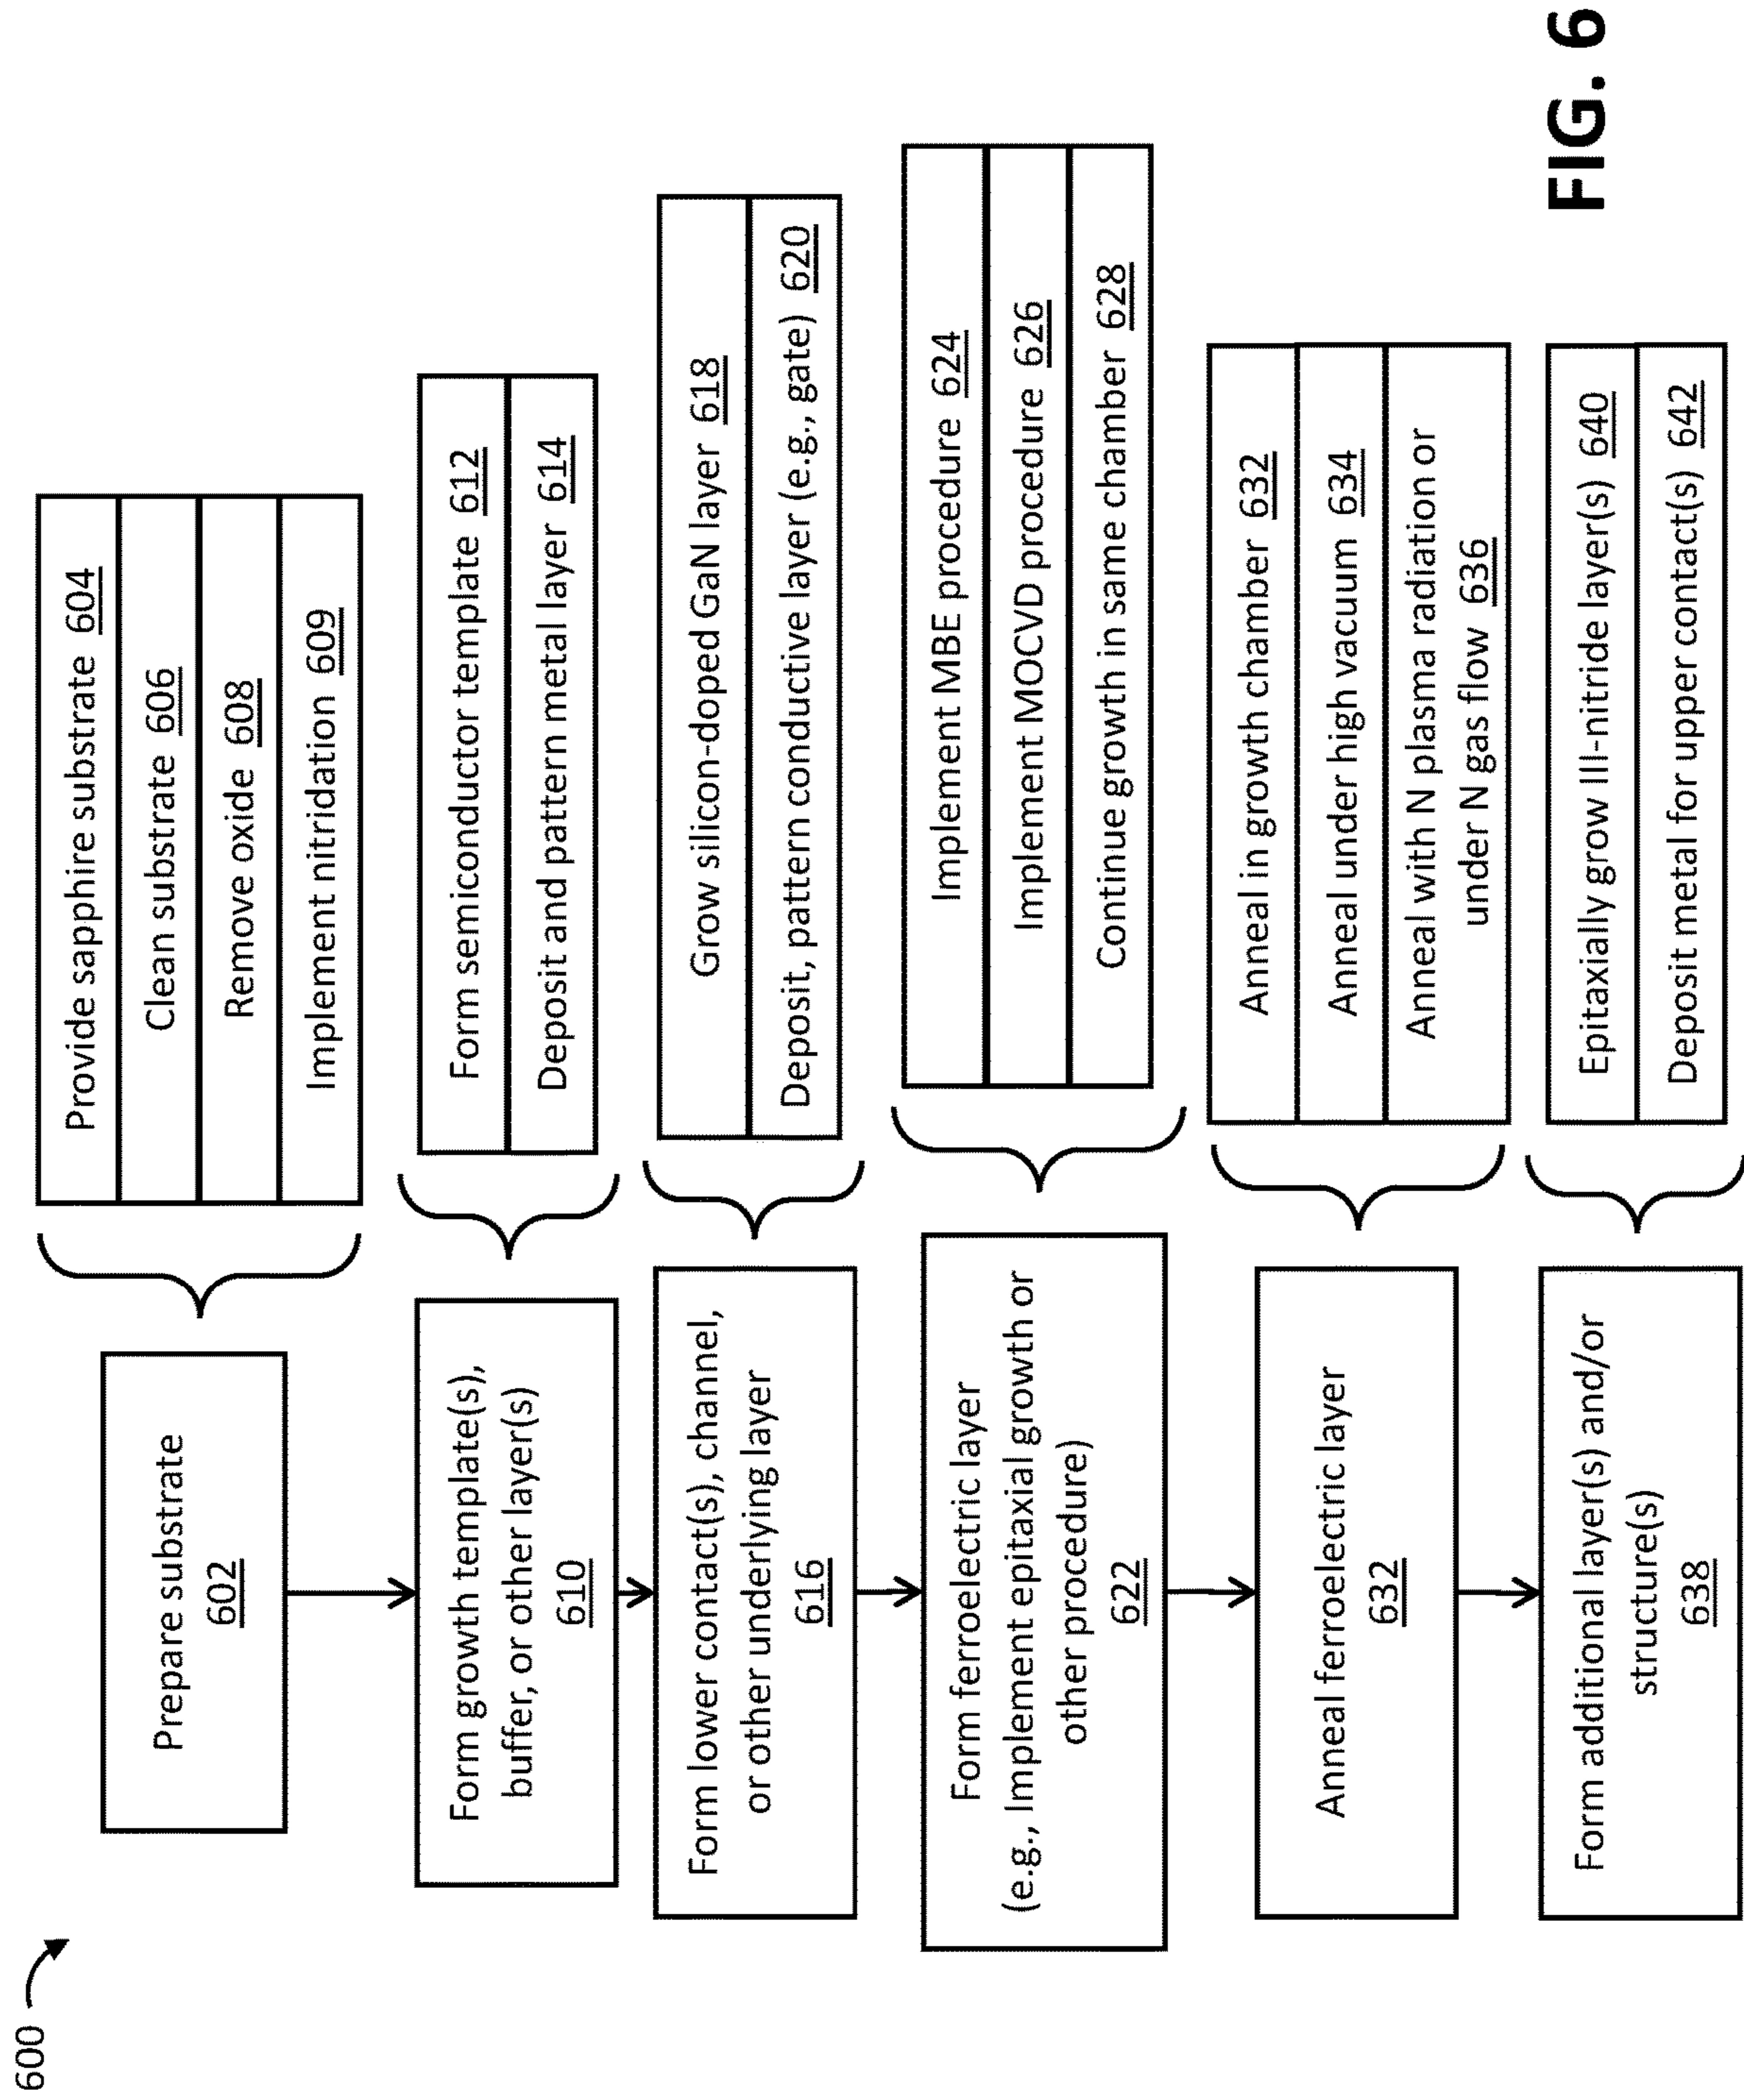 600
Prepare substrate
602
Provide sapphire substrate 604
Clean substrate 606
Remove oxide 608
Implement nitridation 609
Form growth template(s),
buffer, or other layer(s)
610
Form semiconductor template 612
Deposit and pattern metal layer 614
Form lower contact(s), channel,
or other underlying layer
616
Grow silicon-doped GaN layer 618
Deposit, pattern conductive layer (e.g., gate) 620
Form ferroelectric layer
(e.g., Implement epitaxial growth or
other procedure)
622
Implement MBE procedure 624
Implement MOCVD procedure 626
Continue growth in same chamber 628
Anneal ferroelectric layer
632
Anneal in growth chamber 632
Anneal under high vacuum 634
Anneal with N plasma radiation or
under N gas flow 636
Form additional layer(s) and/or
structure(s)
638
Epitaxially grow III-nitride layer(s) 640
Deposit metal for upper contact(s) 642
FIG. 6